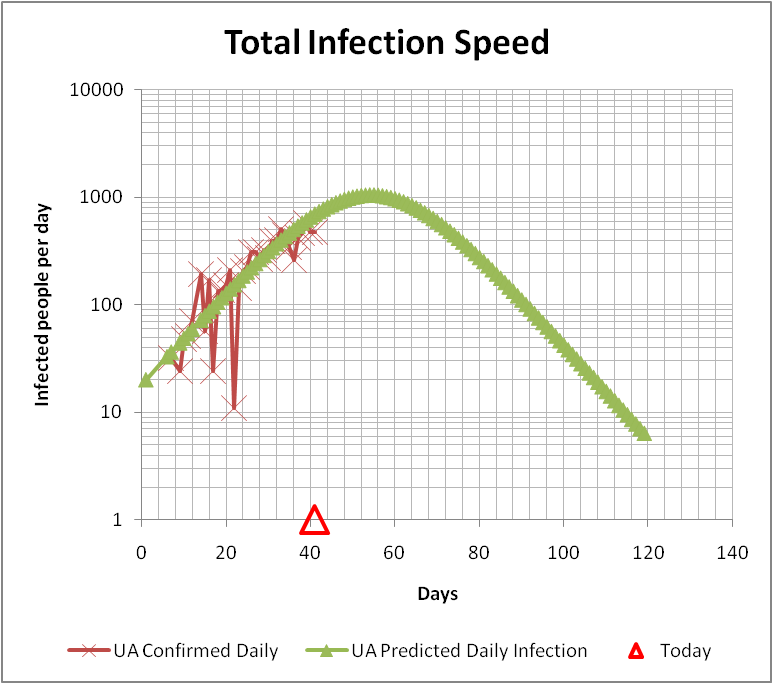 Total Infection Speed
Infected people per day
10000
1000
100
10
1
0 20 40 60 80 100 120 140
Days
UA Confirmed Daily UA Predicted Daily Infection Today